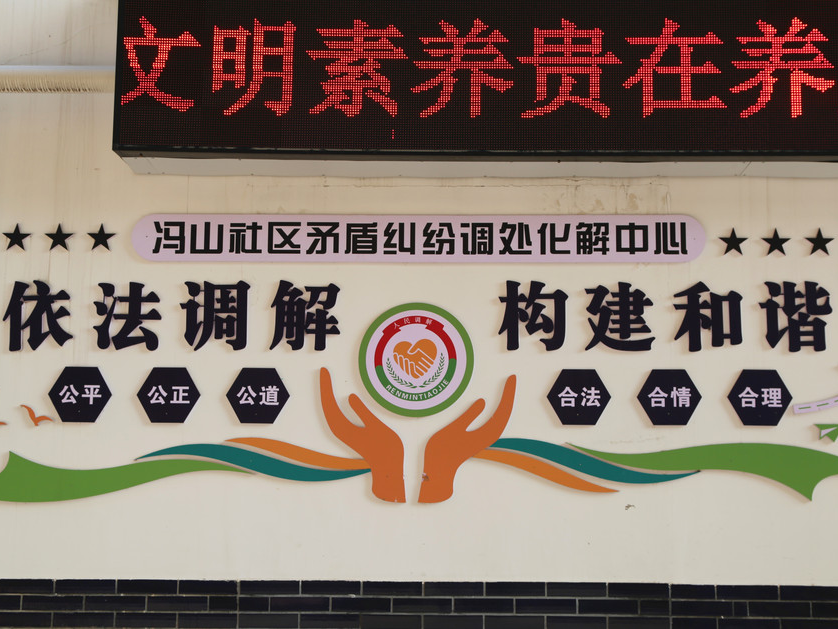 文明素养贵在养
冯山社区矛盾纠纷调处化解中心
依法调解 构建和谐
人民调解
RENMINTIAOJIE
公平 公正 公道 合法 合情 合理